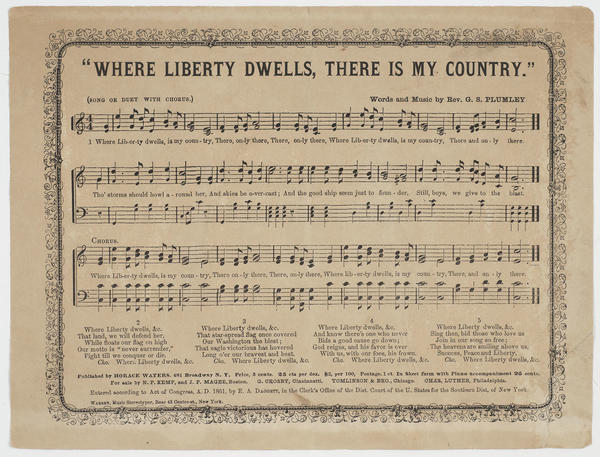 “WHERE LIBERTY DWELLS, THERE IS MY COUNTRY.”
(SONG OR DUET WITH CHORUS.) Words and Music by Rev. G. S. PLUMLEY
1 Where Lib-er-ty dwells, is my coun - try, There, on-ly there, There, on-ly there, Where Lib-er-ty dwells, is my coun-try, There and on - ly there.
Tho' storms should howl a - round her, And skies be o-ver-cast; And the good ship seem just to foun - der, Still, boys, we give to the blast.
CHORUS.
Where Lib-er-ty dwells, is my coun - try, There on-ly there, There, on-ly there, Where lib-er-ty dwells, is my coun - try, There, and on - ly there.
Where Liberty dwells, &c.
That land, we will defend her,
While floats our flag on high
Our motto is “never surrender,”
Fight till we conquer or die.
Cho. Where Liberty dwells, &c.
3
Where Liberty dwells, &c.
That star-spread flag once covered
Our Washington the blest;
That eagle victorious has hovered
Long o'er our bravest and best.
Cho. Where Liberty dwells, &c.
4
Where Liberty dwells, &c.
And know there's one who never
Bids a good cause go down;
God reigns, and his favor is ever
With us, with our foes, his frown.
Cho. Where Liberty dwells, &c.
5
Where Liberty dwells, &c.
Sing then, bid those who love us
Join in our song so free;
The heavens are smiling above us,
Success, Peace and Liberty.
Cho. Where Liberty dwells, &c.
Published by HORACE WATERS, 481 Broadway N. Y. Price, 3 cents. 25 cts per doz. $2, per 100, Postage, 1 ct. In Sheet form with Piano accompaniment 25 cents.
For sale by N. P. KEMP, and J. P. MAGEE, Boston. G. CROSBY, Cincinnatti. TOMLINSON & BRO., Chicago. CHAS. LUTHER, Philadelphia.
Entered according to Act of Congress, A. D. 1861, by E. A. DAGGETT, in the Clerk's Office of the Dist. Court of the U. States for the Southern Dist. of New York.
WARREN, Music Stereotyper, Rear 43 Centre-st., New York.